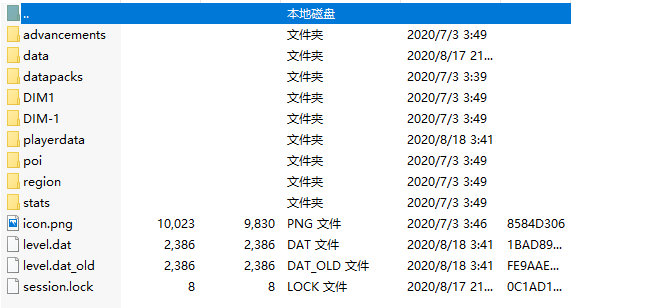 .. 本地磁盘
advancements 文件夹 2020/7/3 3:49
data 文件夹 2020/8/17 21...
datapacks 文件夹 2020/7/3 3:39
DIM1 文件夹 2020/7/3 3:49
DIM-1 文件夹 2020/7/3 3:49
playerdata 文件夹 2020/8/18 3:41
poi 文件夹 2020/7/3 3:49
region 文件夹 2020/7/3 3:49
stats 文件夹 2020/7/3 3:49
icon.png 10,023 9,830 PNG 文件 2020/7/3 3:46 8584D306
level.dat 2,386 2,386 DAT 文件 2020/8/18 3:41 1BAD89...
level.dat_old 2,386 2,386 DAT_OLD 文件 2020/8/18 3:41 FE9AAE...
session.lock 8 8 LOCK 文件 2020/8/17 21... 0C1AD1...